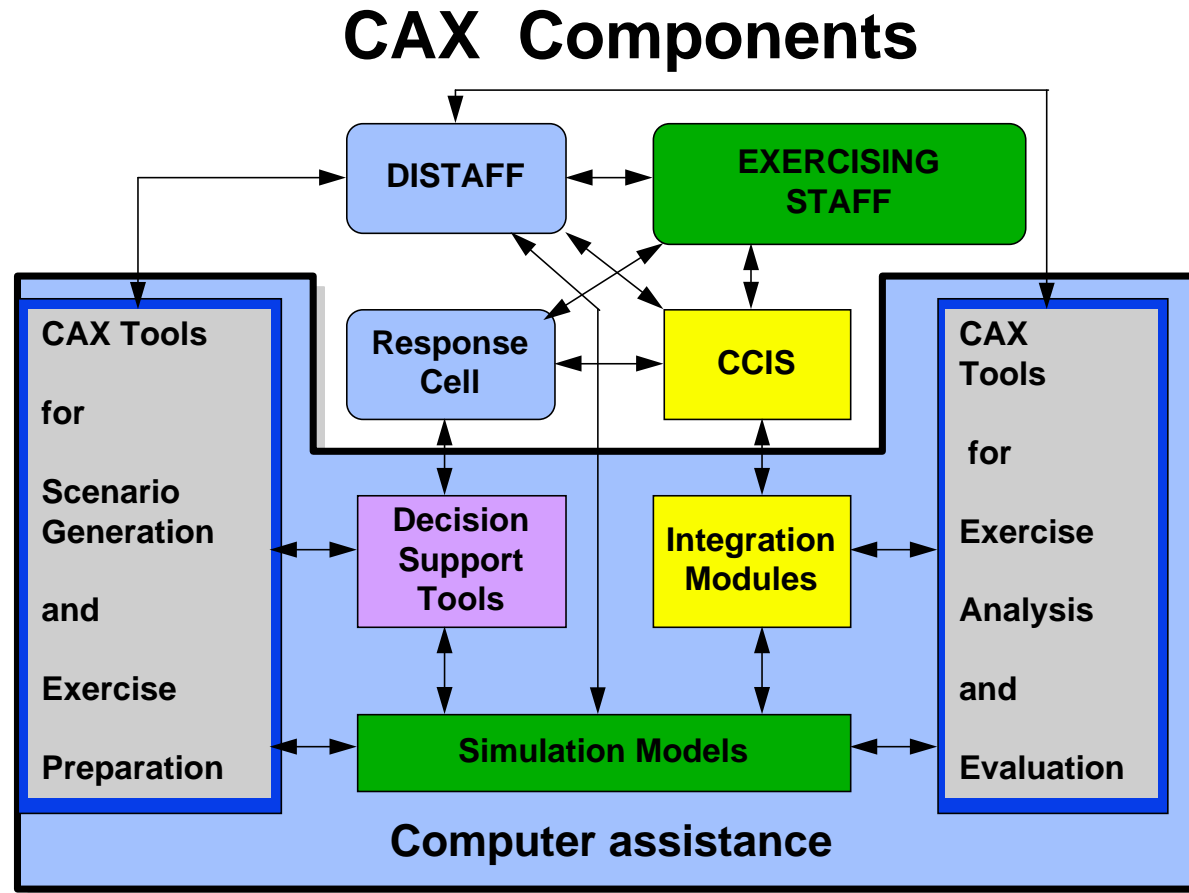 CAX Components
DISTAFF
EXERCISING
STAFF
CAX Tools
for
Scenario
Generation
and
Exercise
Preparation
Response
Cell
CCIS
CAX
Tools
for
Exercise
Analysis
and
Evaluation
Decision
Support
Tools
Integration
Modules
Simulation Models
Computer assistance